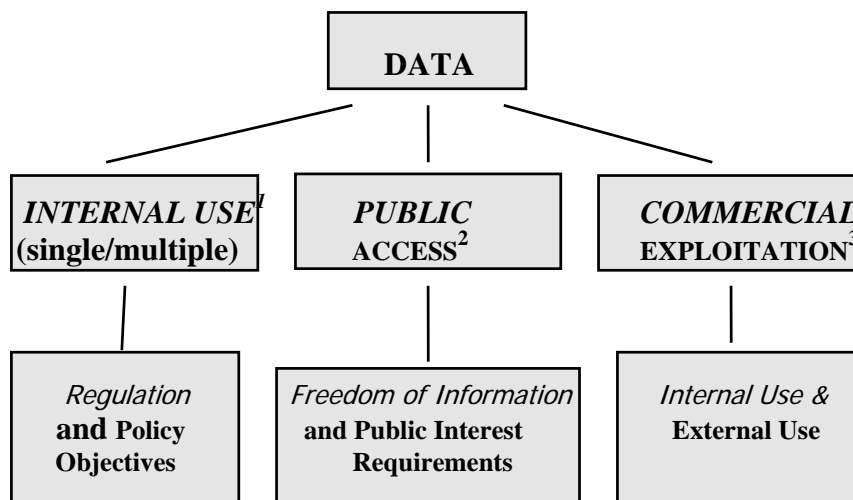 DATA
INTERNAL USE1
(single/multiple)
PUBLIC
ACCESS2
COMMERCIAL
EXPLOITATION3
Regulation
and Policy
Objectives
Freedom of Information
and Public Interest
Requirements
Internal Use &
External Use